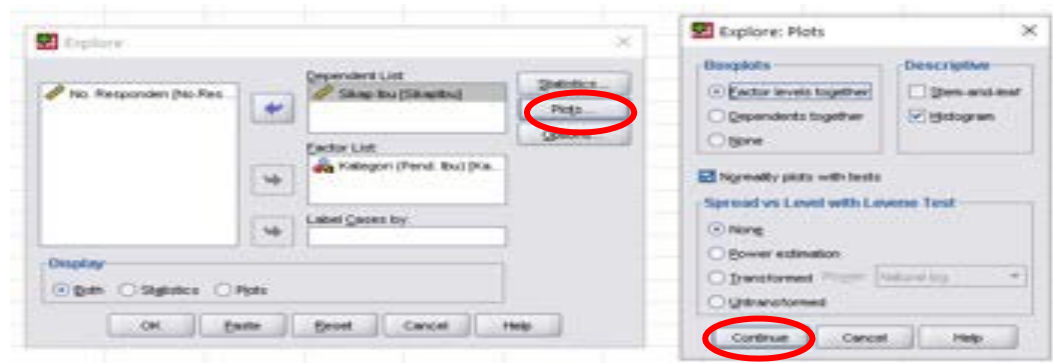 Explore
No. Responden [No.Res
Dependent List:
Sikap Ibu [SikapIbu]
Statistics...
Plots...
Options...
Factor List:
Kategori (Pend. Ibu) [Ka...
Label Cases by:
Display
Both Statistics Plots
OK Paste Reset Cancel Help
Explore: Plots
Boxplots
Factor levels together
Dependents together
None
Descriptive
Stem-and-leaf
Histogram
Normality plots with tests
Spread vs Level with Levene Test
None
Power estimation
Transformed Power: Natural log
Untransformed
Continue Cancel Help